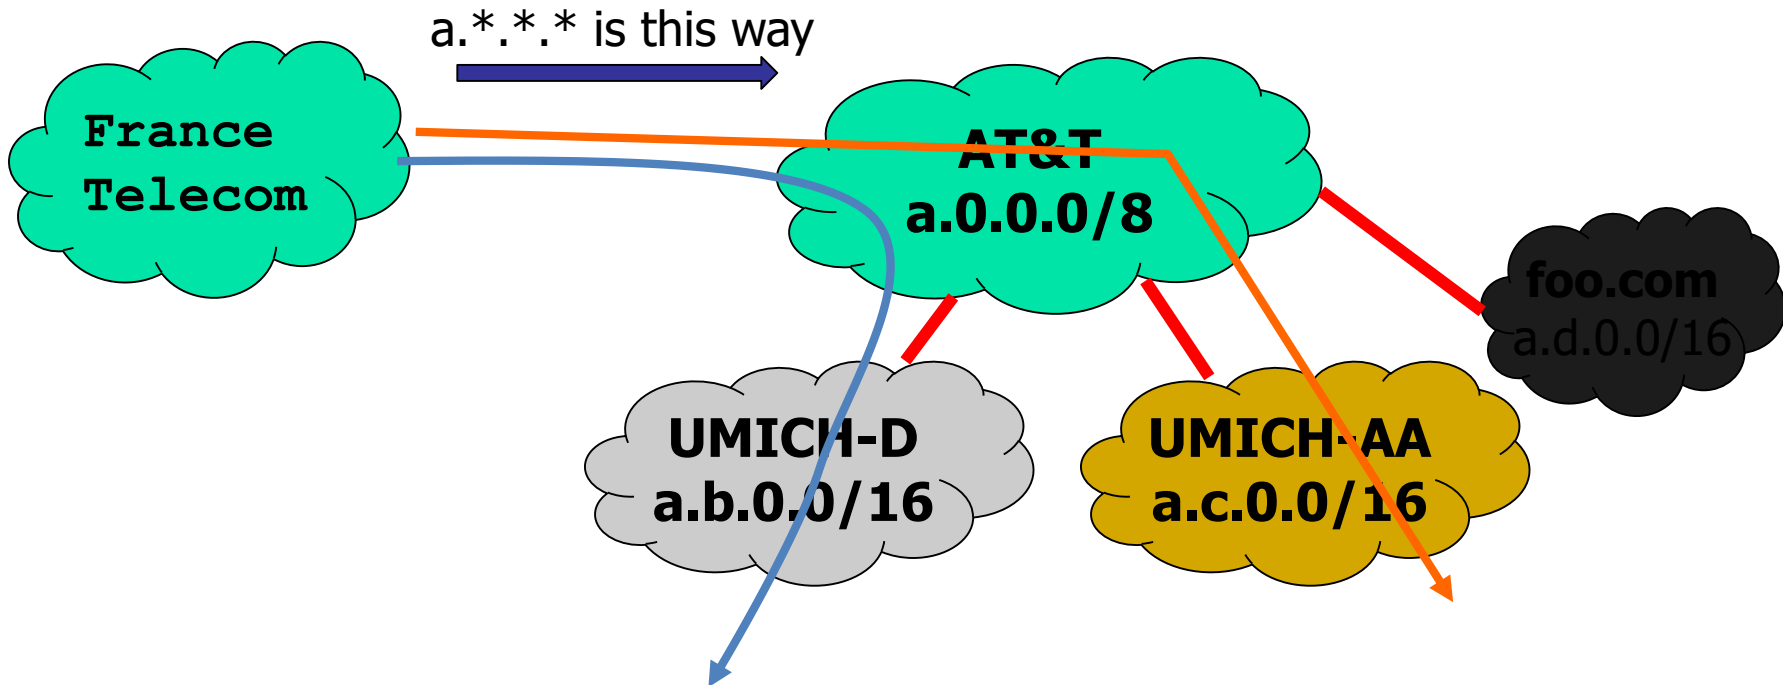 a.*.*.* is this way
France
Telecom
AT&T
a.0.0.0/8
foo.com
a.d.0.0/16
UMICH-D
a.b.0.0/16
UMICH-AA
a.c.0.0/16